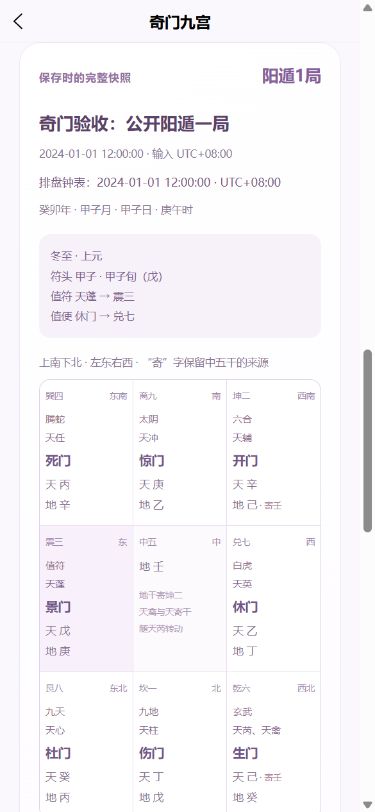 奇门九宫
保存时的完整快照
阳遁1局
奇门验收：公开阳遁一局
2024-01-01 12:00:00 · 输入 UTC+08:00
排盘钟表：2024-01-01 12:00:00 · UTC+08:00
癸卯年 · 甲子月 · 甲子日 · 庚午时
冬至 · 上元
符头 甲子 · 甲子旬（戊）
值符 天蓬 → 震三
值使 休门 → 兑七
上南下北 · 左东右西 · “寄”字保留中五干的来源
巽四 东南
腾蛇
天任
死门
天 丙
地 辛
离九 南
太阴
天冲
惊门
天 庚
地 乙
坤二 西南
六合
天辅
开门
天 辛
地 己 · 寄壬
震三 东
值符
天蓬
景门
天 戊
地 庚
中五 中
地 壬
地干寄坤二
天禽与天寄干
随天芮转动
兑七 西
白虎
天英
休门
天 乙
地 丁
艮八 东北
九天
天心
杜门
天 癸
地 丙
坎一 北
九地
天柱
伤门
天 丁
地 戊
乾六 西北
玄武
天芮、天禽
生门
天 己 · 寄壬
地 癸